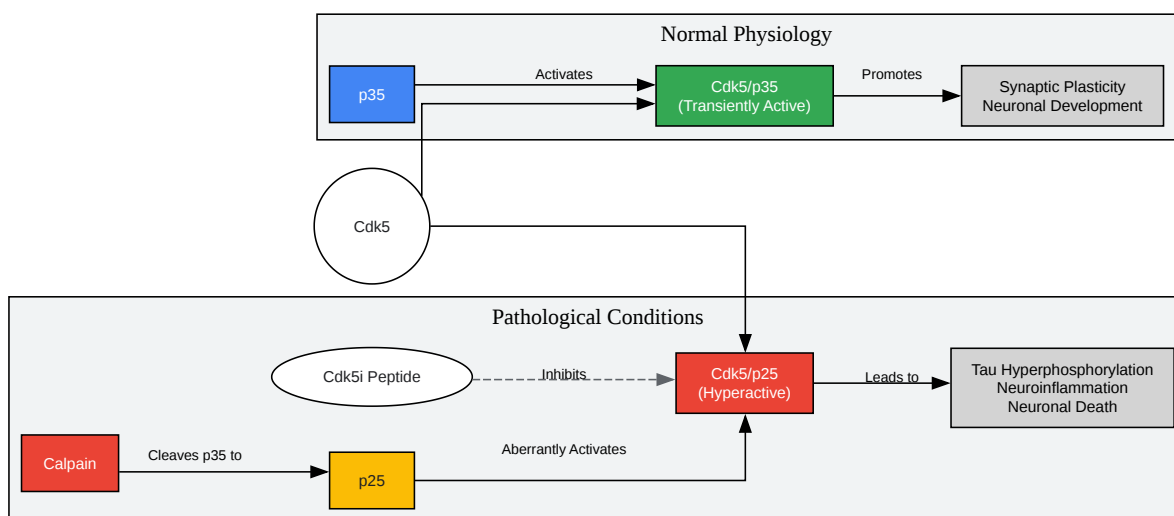 Normal Physiology
p35
Activates
Cdk5/p35
(Transiently Active)
Promotes
Synaptic Plasticity
Neuronal Development
Cdk5
Pathological Conditions
Cdk5i Peptide
Inhibits
Cdk5/p25
(Hyperactive)
Leads to
Tau Hyperphosphorylation
Neuroinflammation
Neuronal Death
Calpain
Cleaves p35 to
p25
Aberrantly Activates